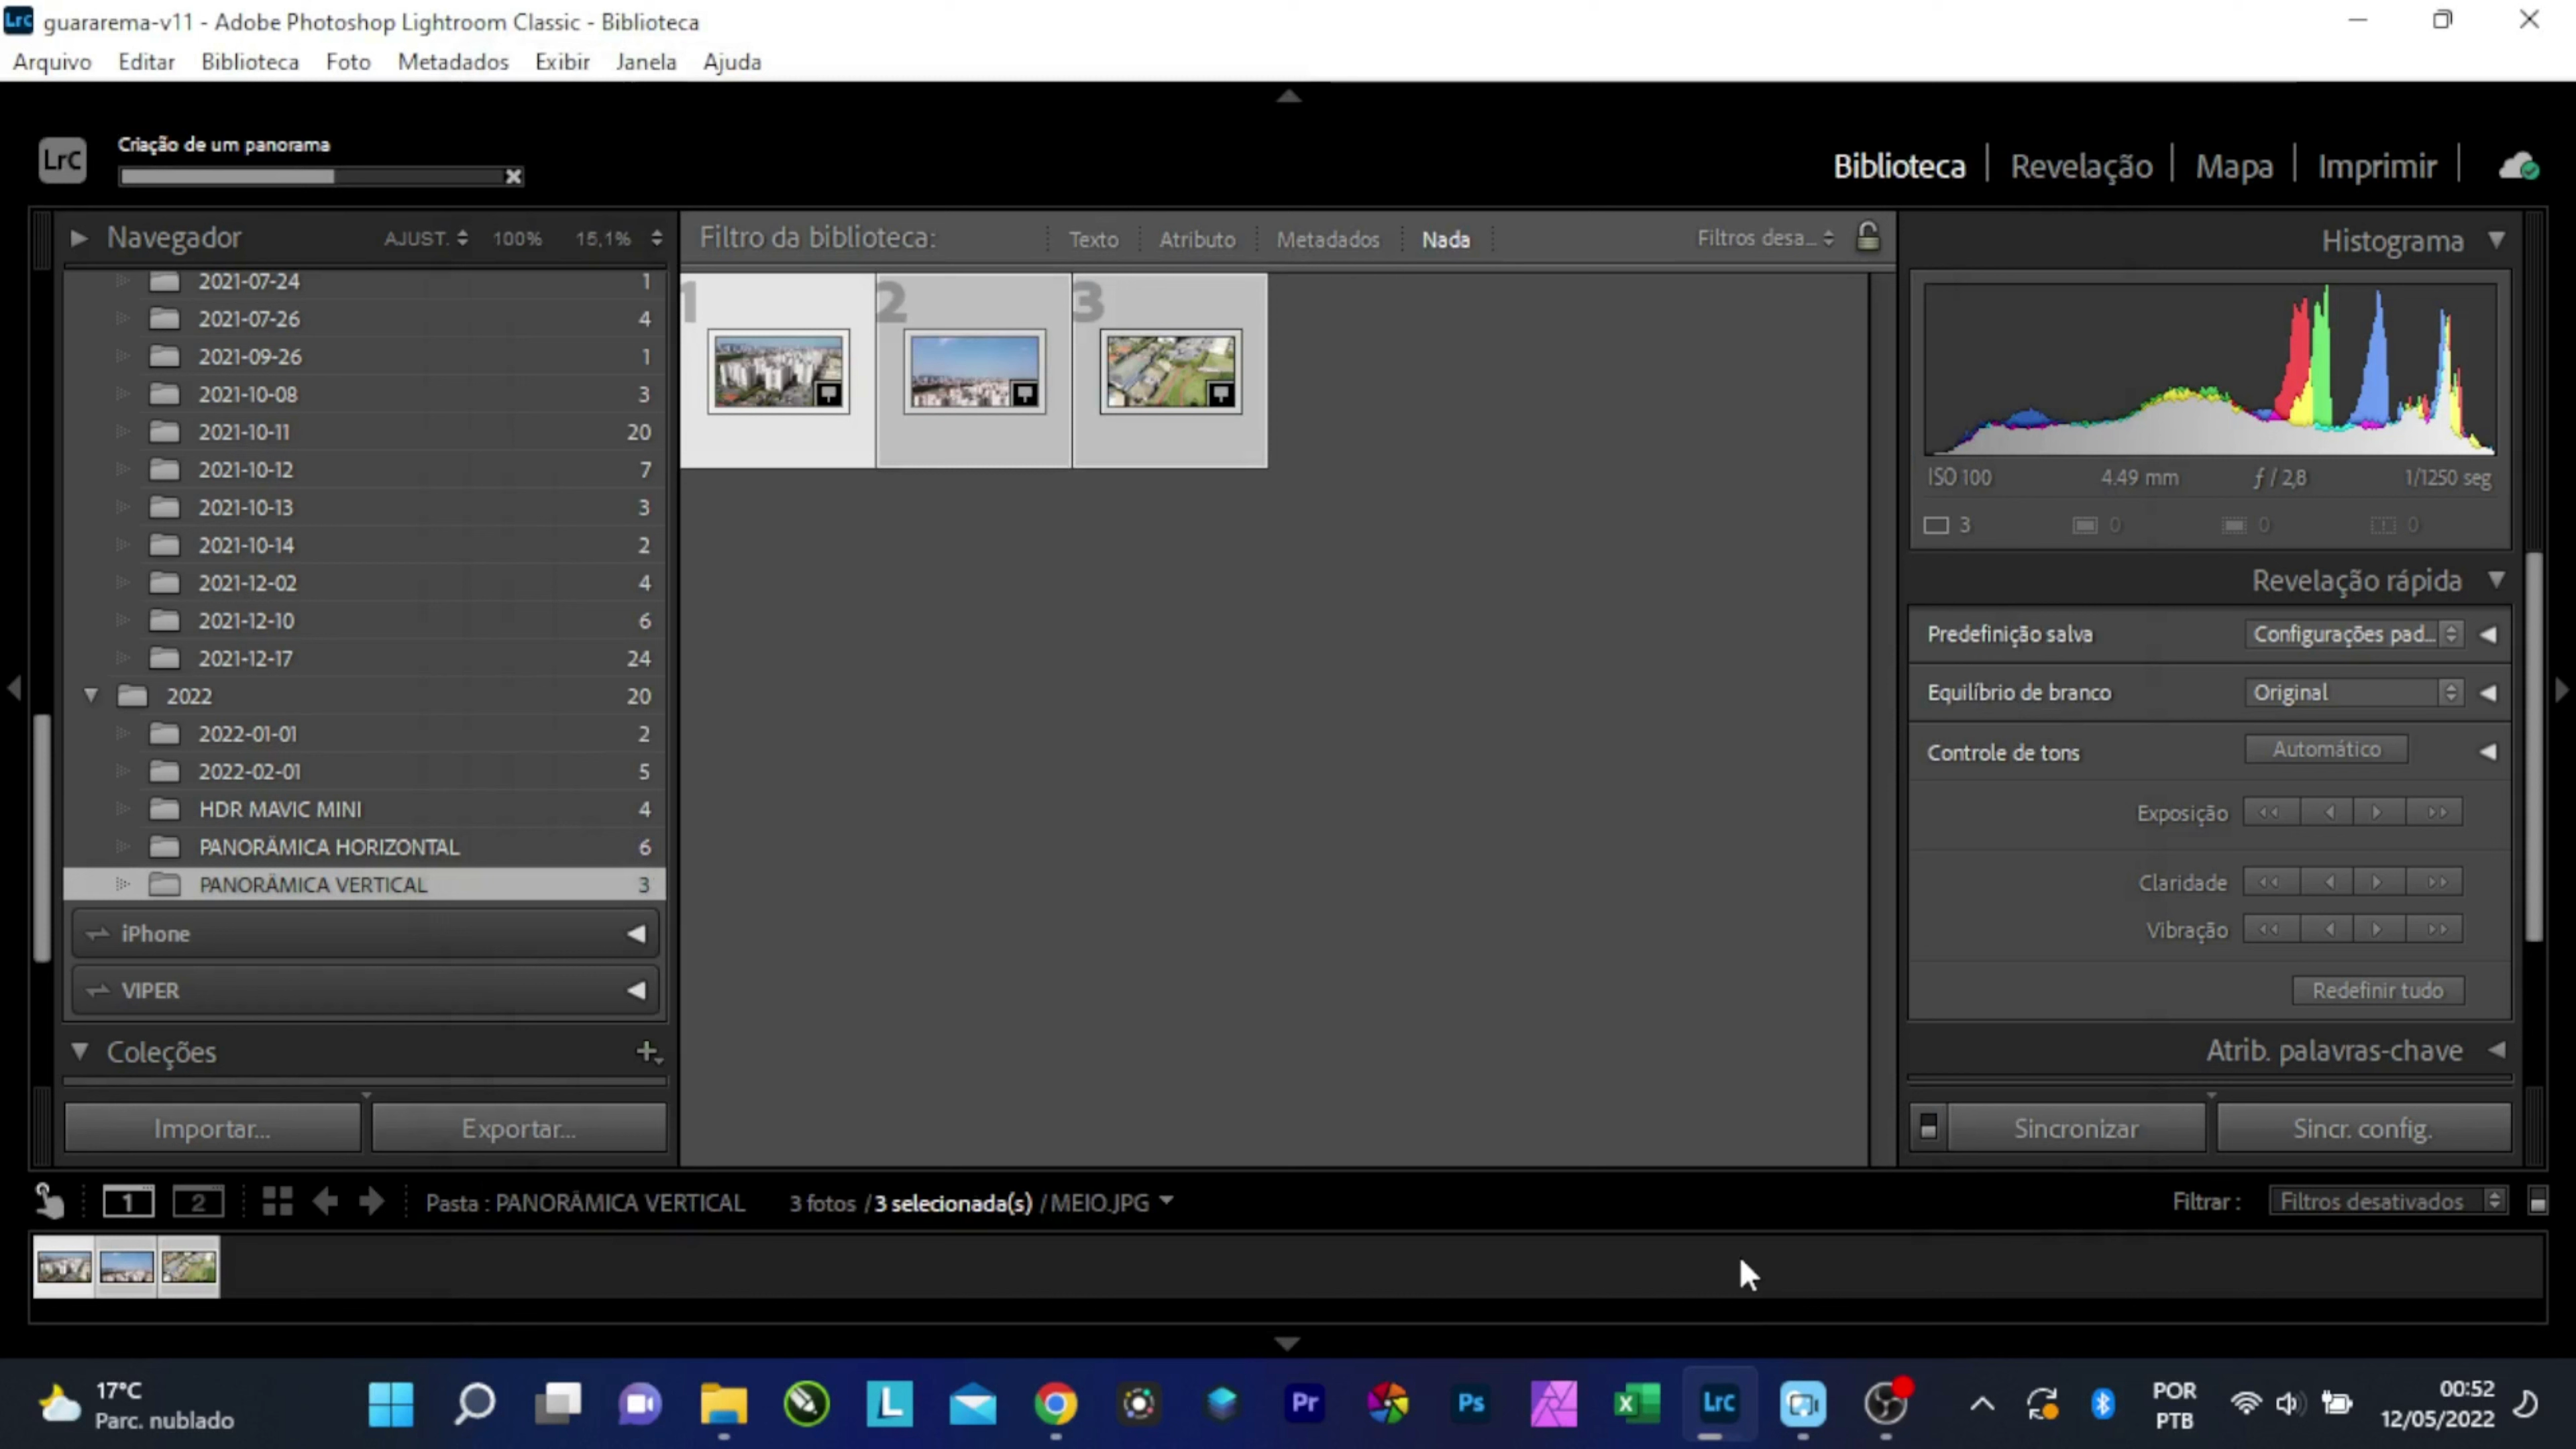 Lrc guararema-v11 - Adobe Photoshop Lightroom Classic - Biblioteca
Arquivo Editar Biblioteca Foto Metadados Exibir Janela Ajuda
LrC Criação de um panorama
Biblioteca | Revelação | Mapa | Imprimir |
Navegador AJUST. 100% 15,1%
Filtro da biblioteca: Texto Atributo Metadados Nada Filtros desa...
Histograma
2021-07-24 1
2021-07-26 4
2021-09-26 1
2021-10-08 3
2021-10-11 20
2021-10-12 7
2021-10-13 3
2021-10-14 2
2021-12-02 4
2021-12-10 6
2021-12-17 24
2022 20
2022-01-01 2
2022-02-01 5
HDR MAVIC MINI 4
PANORÂMICA HORIZONTAL 6
PANORÂMICA VERTICAL 3
iPhone
VIPER
Coleções
Importar... Exportar...
1 2 3
ISO 100 4.49 mm ƒ / 2,8 1/1250 seg
3 0 0 0
Revelação rápida
Predefinição salva Configurações pad...
Equilíbrio de branco Original
Controle de tons Automático
Exposição
Claridade
Vibração
Redefinir tudo
Atrib. palavras-chave
Sincronizar Sincr. config.
1 2 Pasta : PANORÂMICA VERTICAL 3 fotos / 3 selecionada(s) / MEIO.JPG
Filtrar : Filtros desativados
17°C
Parc. nublado
L Pr Ps X Lrc
POR
PTB
00:52
12/05/2022